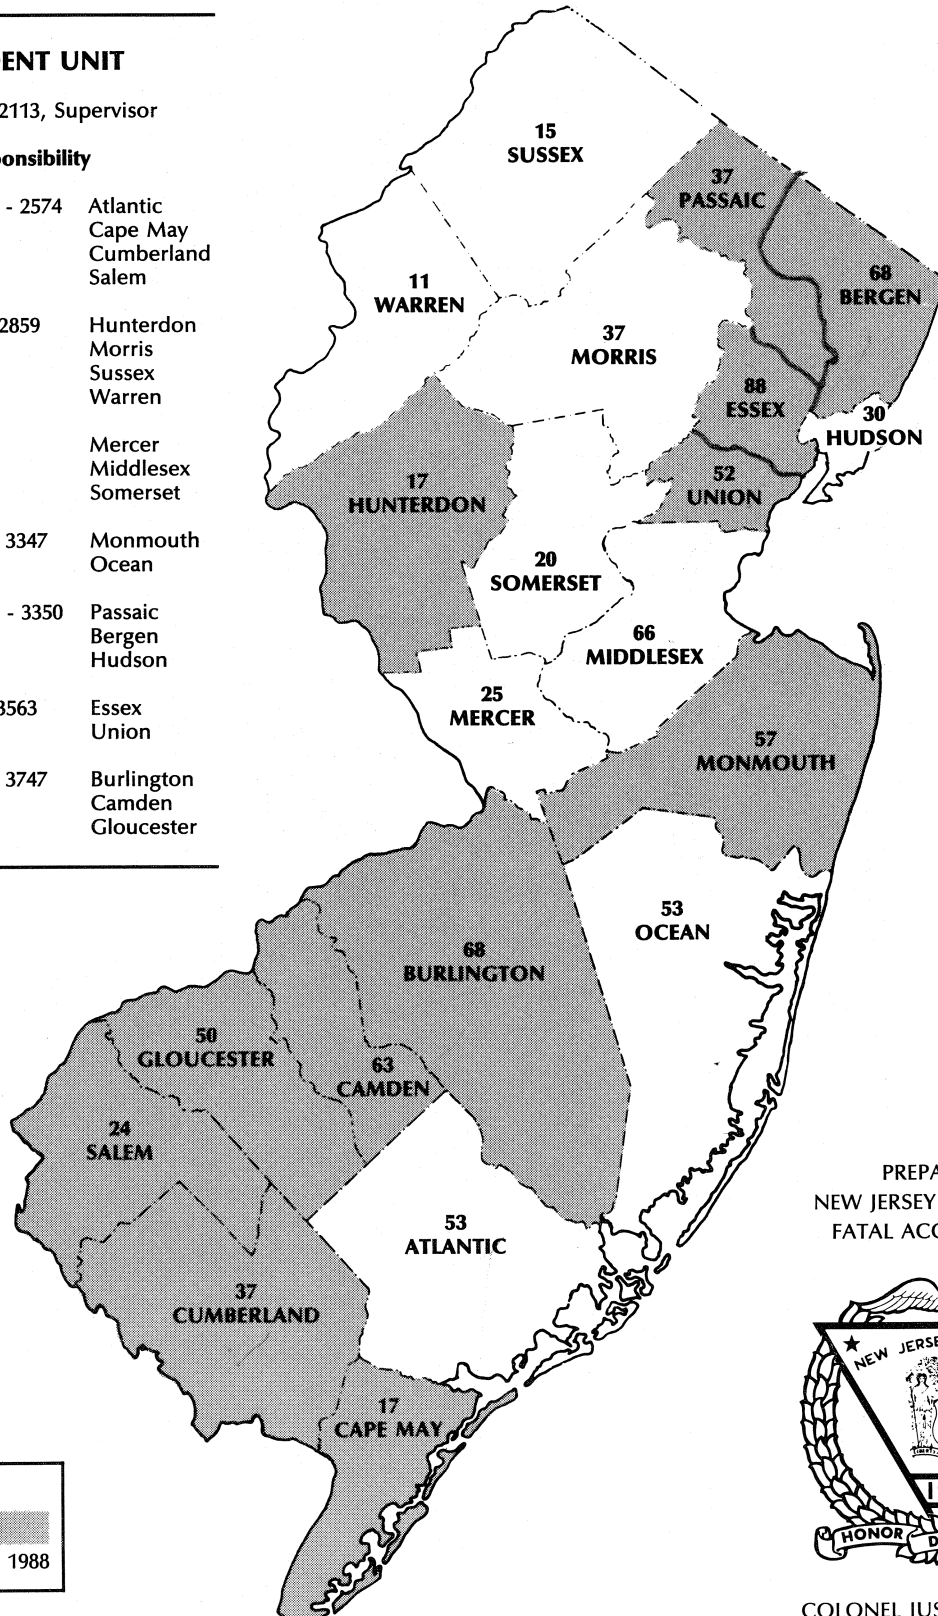 ENT UNIT
2113, Supervisor
onsibility
- 2574 Atlantic
Cape May
Cumberland
Salem
2859 Hunterdon
Morris
Sussex
Warren
Mercer
Middlesex
Somerset
3347 Monmouth
Ocean
- 3350 Passaic
Bergen
Hudson
3563 Essex
Union
3747 Burlington
Camden
Gloucester
15
SUSSEX
37
PASSAIC
68
BERGEN
11
WARREN
37
MORRIS
88
ESSEX
30
HUDSON
17
HUNTERDON
52
UNION
20
SOMERSET
66
MIDDLESEX
25
MERCER
57
MONMOUTH
53
OCEAN
68
BURLINGTON
50
GLOUCESTER
63
CAMDEN
24
SALEM
53
ATLANTIC
37
CUMBERLAND
17
CAPE MAY
1988
PREPA
NEW JERSEY
FATAL ACC
NEW JERSE
HONOR D
COLONEL JUS